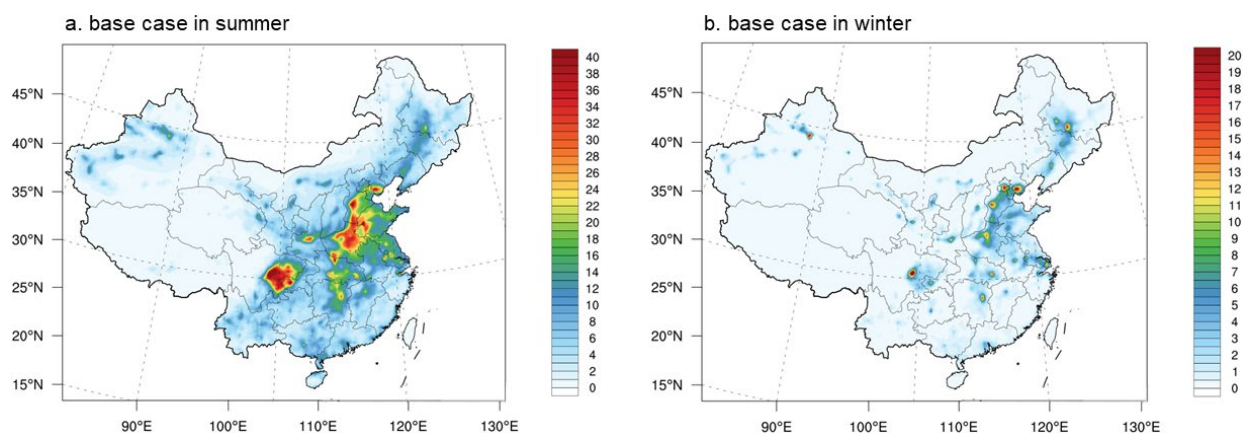 a. base case in summer
b. base case in winter
45°N
40°N
35°N
30°N
25°N
20°N
15°N
90°E 100°E 110°E 120°E 130°E
40
38
36
34
32
30
28
26
24
22
20
18
16
14
12
10
8
6
4
2
0
45°N
40°N
35°N
30°N
25°N
20°N
15°N
90°E 100°E 110°E 120°E 130°E
20
19
18
17
16
15
14
13
12
11
10
9
8
7
6
5
4
3
2
1
0